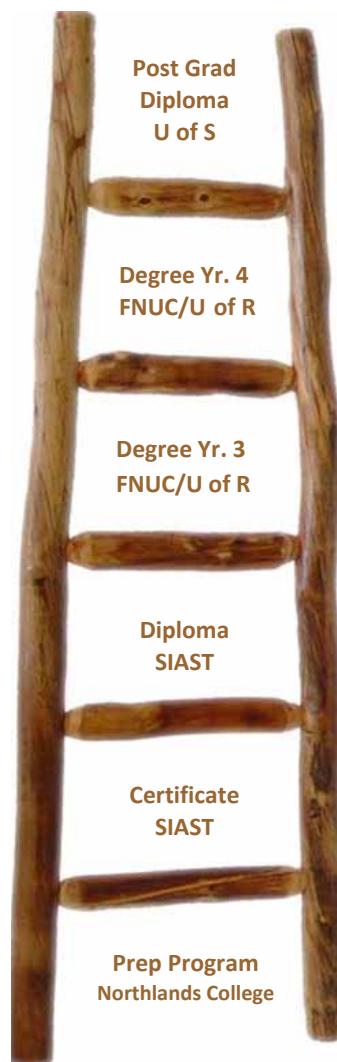 Post Grad
Diploma
U of S
Degree Yr. 4
FNUC/U of R
Degree Yr. 3
FNUC/U of R
Diploma
SIAST
Certificate
SIAST
Prep Program
Northlands College